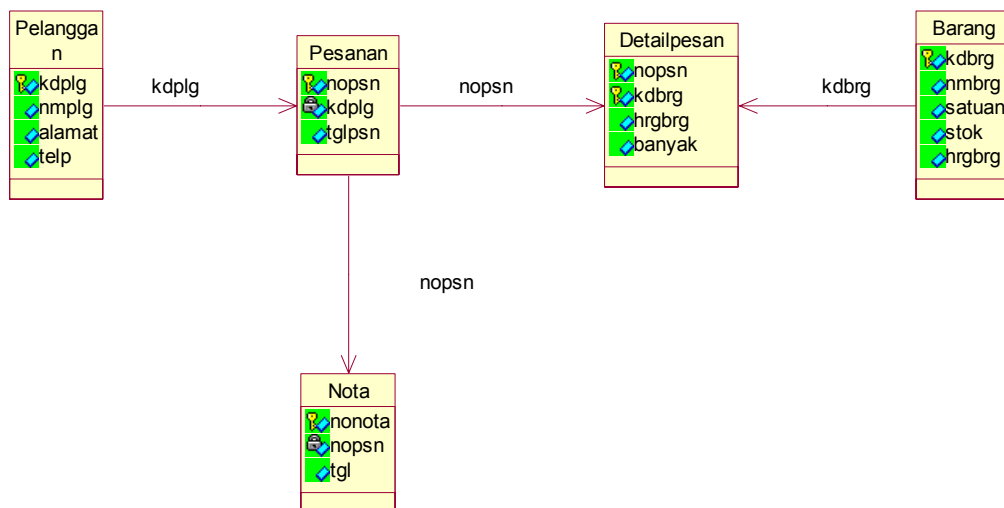 Pelangga
n
kdplg
nmplg
alamat
telp
kdplg
Pesanan
nopsn
kdplg
tglpsn
nopsn
Detailpesan
nopsn
kdbrg
hrgbrg
banyak
kdbrg
Barang
kdbrg
nmbrg
satuan
stok
hrgbrg
nopsn
Nota
nonota
nopsn
tgl